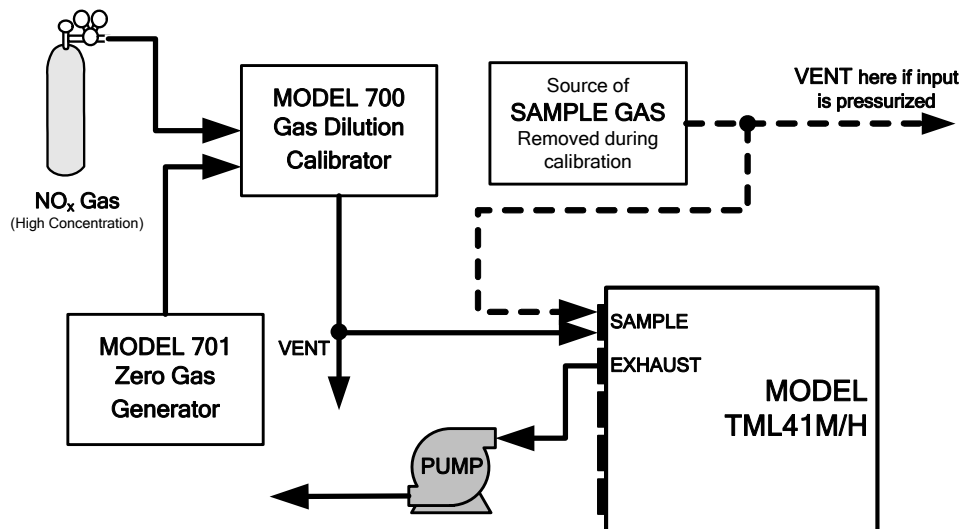 NOx Gas
(High Concentration)
MODEL 700
Gas Dilution
Calibrator
Source of
SAMPLE GAS
Removed during
calibration
VENT here if input
is pressurized
MODEL 701
Zero Gas
Generator
VENT
SAMPLE
EXHAUST
MODEL
TML41M/H
PUMP